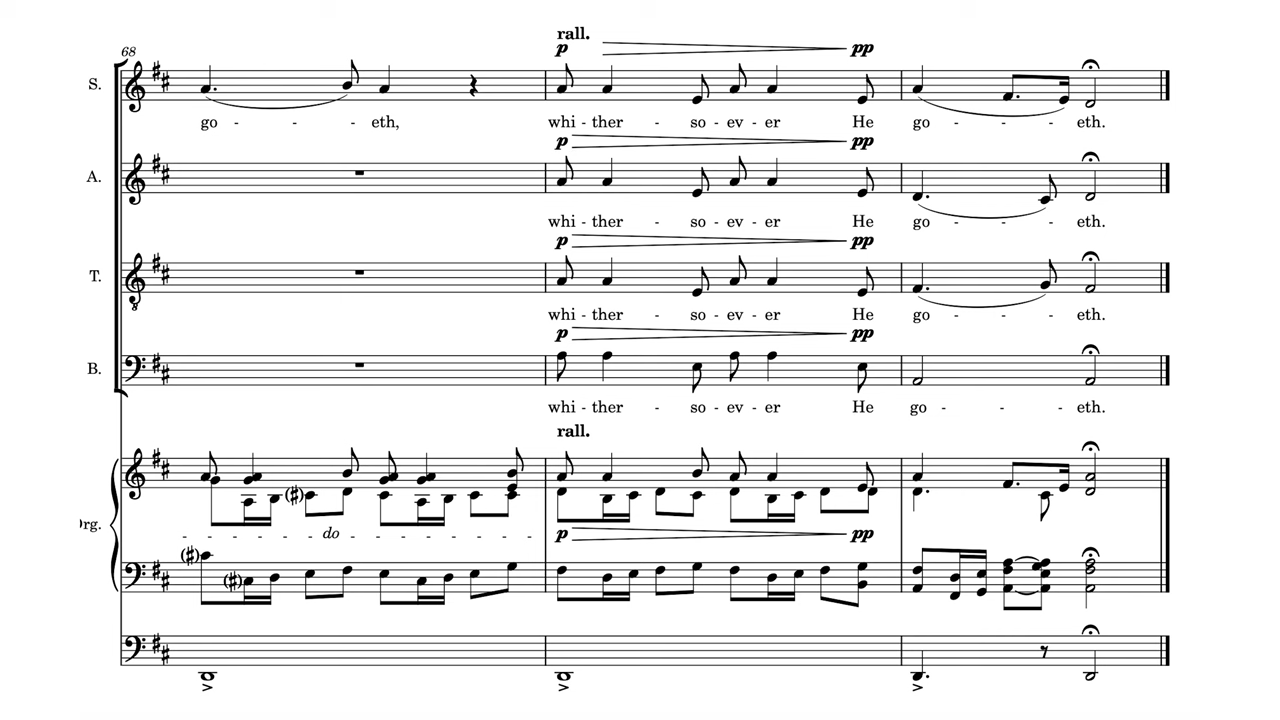 rall.
68 p pp
S.
go - - - eth, whi - ther - so - ev - er He go - - - eth.
p pp
A.
whi - ther - so - ev - er He go - - - eth.
p pp
T.
whi - ther - so - ev - er He go - - - eth.
p pp
B.
whi - ther - so - ev - er He go - - - eth.
rall.
rg.
- - - - do - - - - - p pp